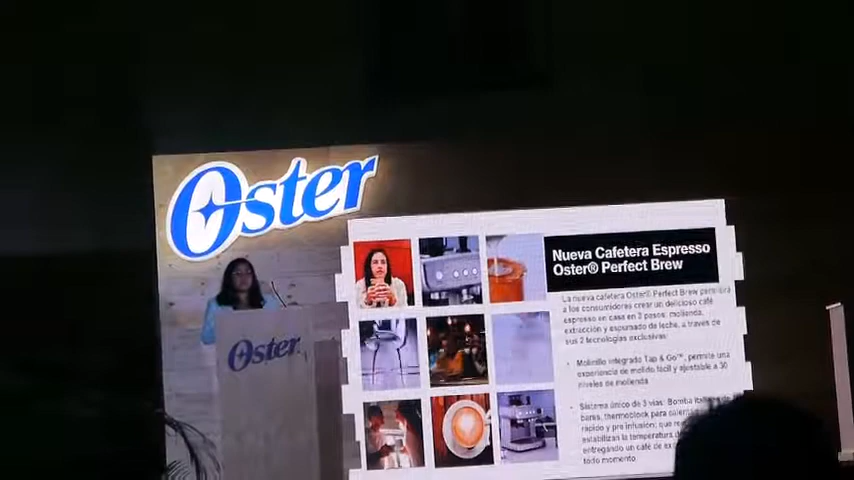 Oster
Oster
Nueva Cafetera Espresso
Oster® Perfect Brew
La nueva cafetera Oster® Perfect Brew permitirá
a los consumidores crear un delicioso café
espresso en casa en 3 pasos: molienda,
extracción y espumado de leche, a través de
sus 2 tecnologías exclusivas:
Molinillo integrado Tap & Go™, permite una
experiencia de molido fácil y ajustable a 30
niveles de molienda
Sistema único de 3 vías: Bomba
bares, thermoblock para
rápido y pre infusión; que
estabilizan la temperatura
entregando un café de
todo momento